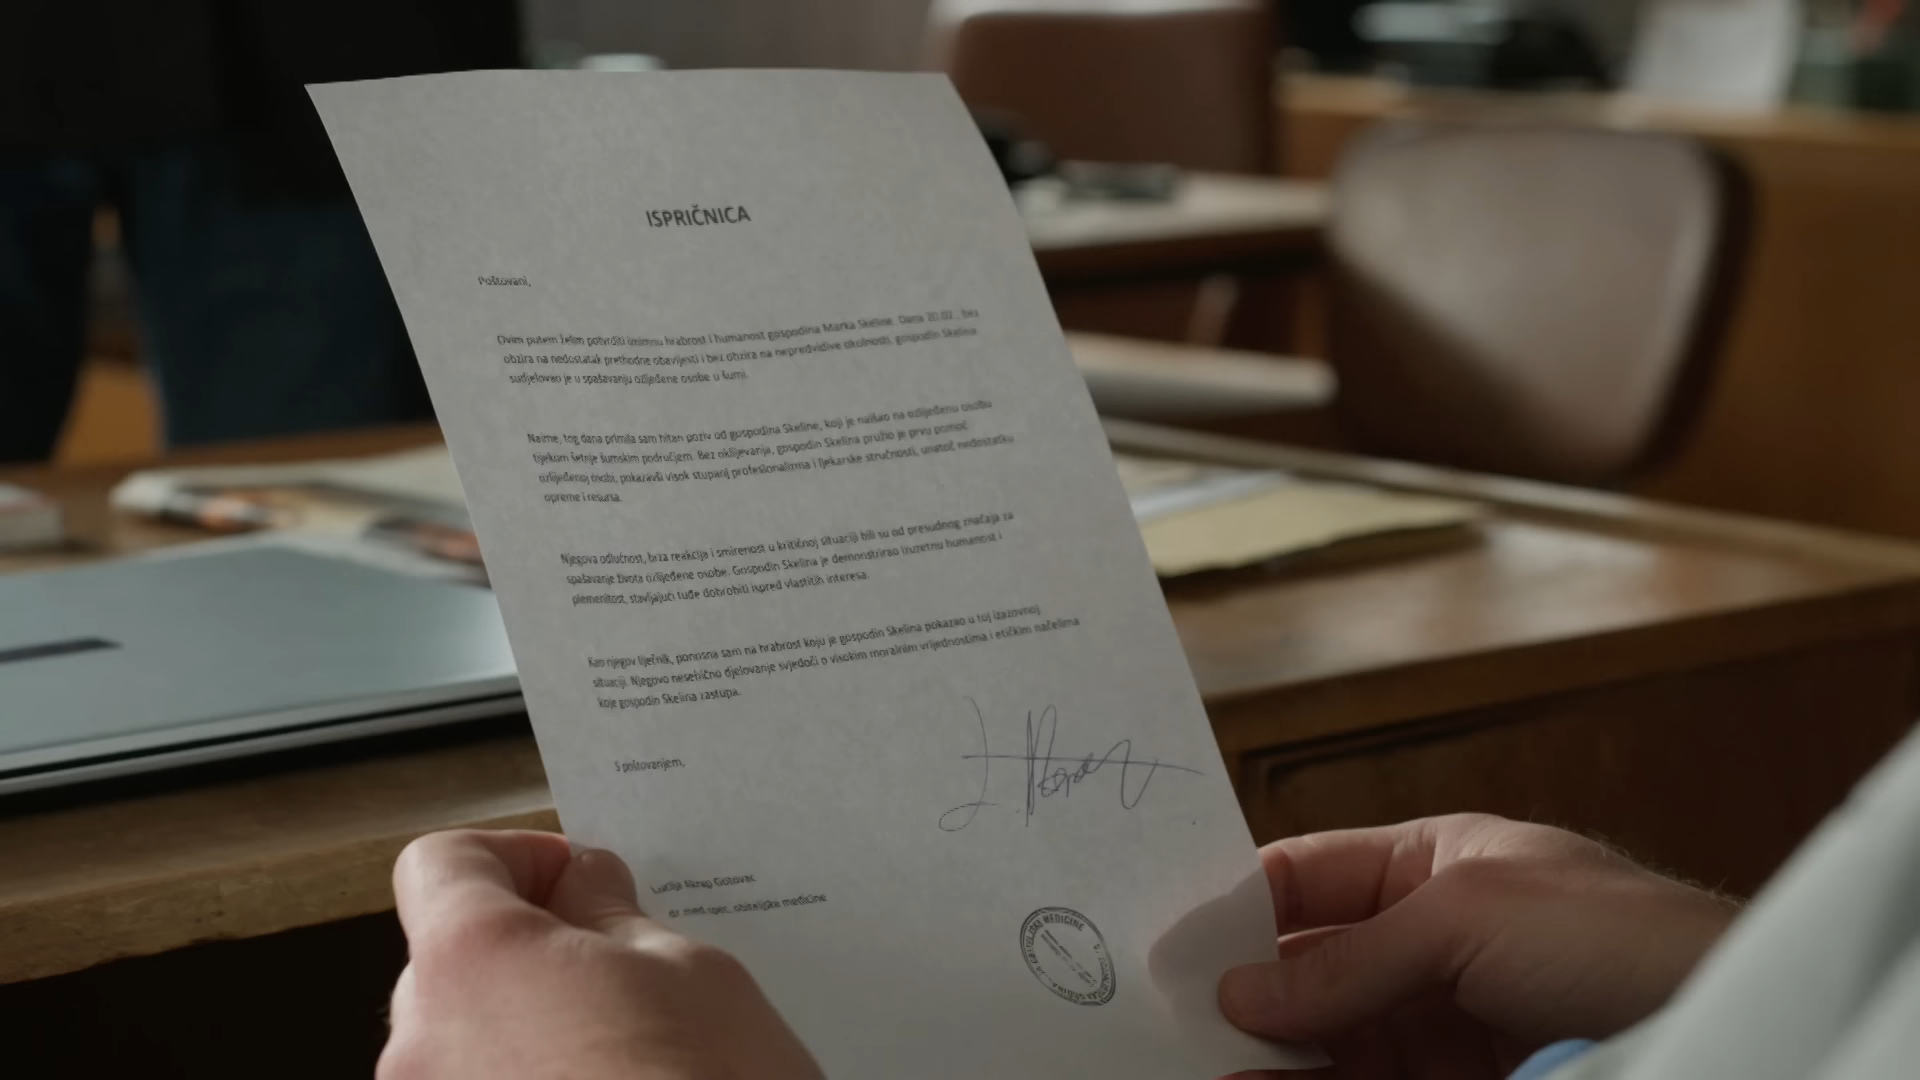 ISPRIČNICA
Poštovani,
Ovim putem želim potvrditi iznimnu hrabrost i humanost gospodina Marka Skeline. Dana 20.02., bez
obzira na nedostatak prethodne obavijesti i bez obzira na nepredvidive okolnosti, gospodin Skelina
sudjelovao je u spašavanju ozlijeđene osobe u šumi.
Naime, tog dana primila sam hitan poziv od gospodina Skeline, koji je naišao na ozlijeđenu osobu
tijekom šetnje šumskim područjem. Bez oklijevanja, gospodin Skelina pružio je prvu pomoć
ozlijeđenoj osobi, pokazavši visok stupanj profesionalizma i ljekarske stručnosti, unatoč nedostatku
opreme i resursa.
Njegova odlučnost, brza reakcija i smirenost u kritičnoj situaciji bili su od presudnog značaja za
spašavanje života ozlijeđene osobe. Gospodin Skelina je demonstrirao izuzetnu humanost i
plemenitost, stavljajući tuđe dobrobiti ispred vlastitih interesa.
Kao njegov liječnik, ponosna sam na hrabrost koju je gospodin Skelina pokazao u toj izazovnoj
situaciji. Njegovo nesebično djelovanje svjedoči o visokim moralnim vrijednostima i etičkim načelima
koje gospodin Skelina zastupa.
S poštovanjem,
Lucija Akrap Gotovac
dr.med.spec. obiteljske medicine
MEDICINE